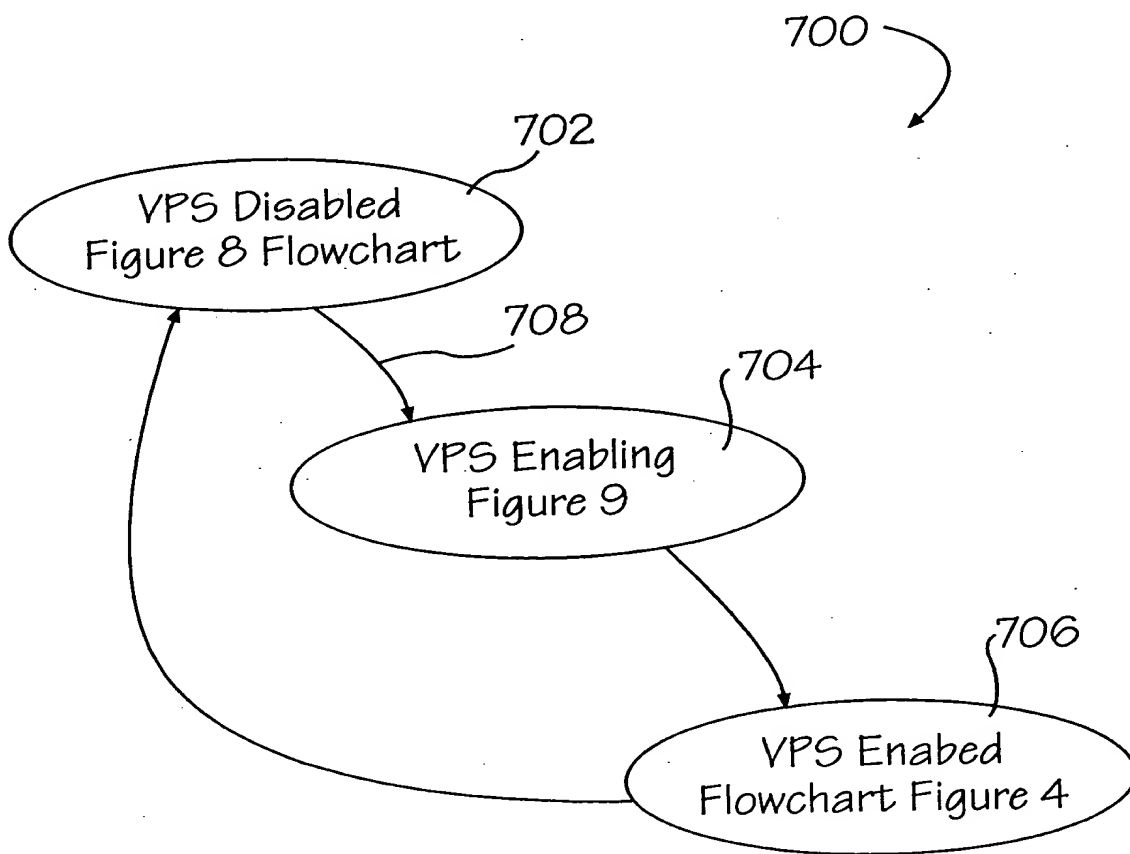 700
702
VPS Disabled
Figure 8 Flowchart
708
704
VPS Enabling
Figure 9
706
VPS Enabed
Flowchart Figure 4